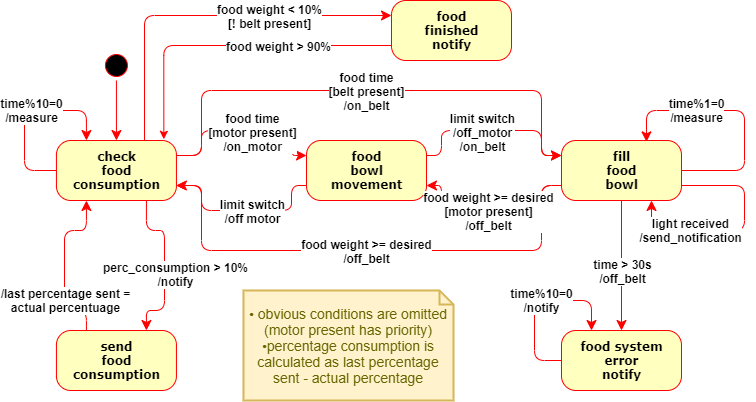 food weight < 10%
[! belt present]
food
finished
notify
food weight > 90%
food time
[belt present]
/on_belt
time%10=0
/measure
food time
[motor present]
/on_motor
limit switch
/off_motor
/on_belt
time%1=0
/measure
check
food
consumption
food
bowl
movement
fill
food
bowl
limit switch
/off motor
food weight >= desired
[motor present]
/off_belt
light received
/send_notification
food weight >= desired
/off_belt
perc_consumption > 10%
/notify
time > 30s
/off_belt
/last percentage sent =
actual percentuage
• obvious conditions are omitted
(motor present has priority)
•percentage consumption is
calculated as last percentage
sent - actual percentage
time%10=0
/notify
send
food
consumption
food system
error
notify